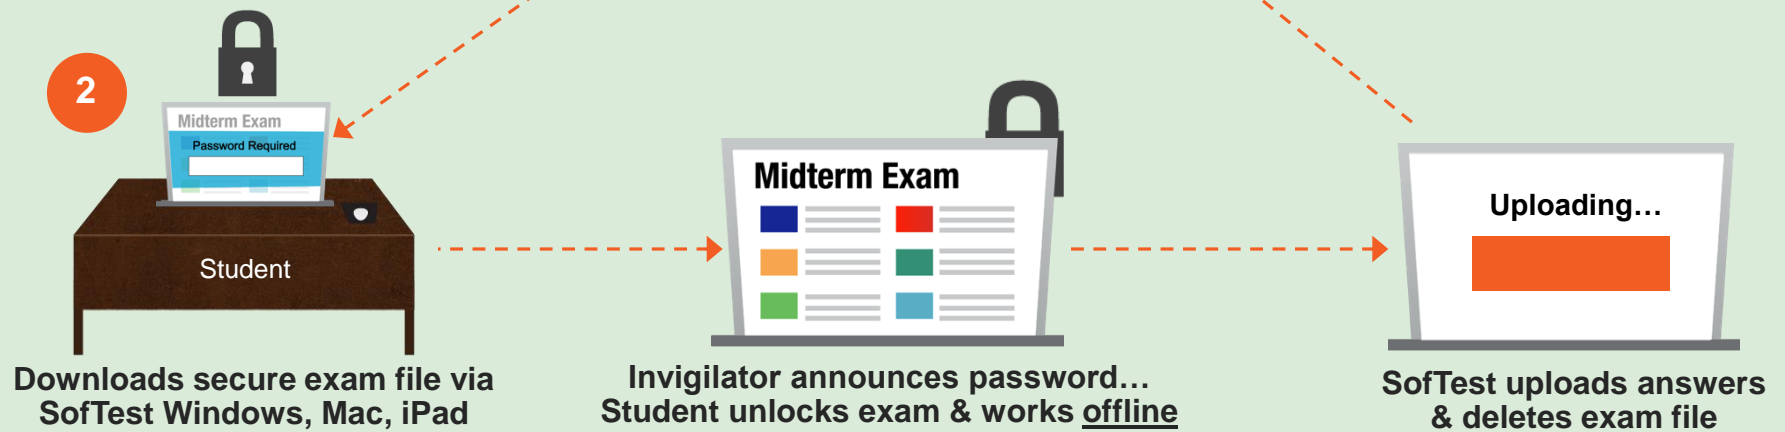 2
Midterm Exam
Password Required
Student
Downloads secure exam file via
SofTest Windows, Mac, iPad
Midterm Exam
Invigilator announces password…
Student unlocks exam & works offline
Uploading…
SofTest uploads answers
& deletes exam file